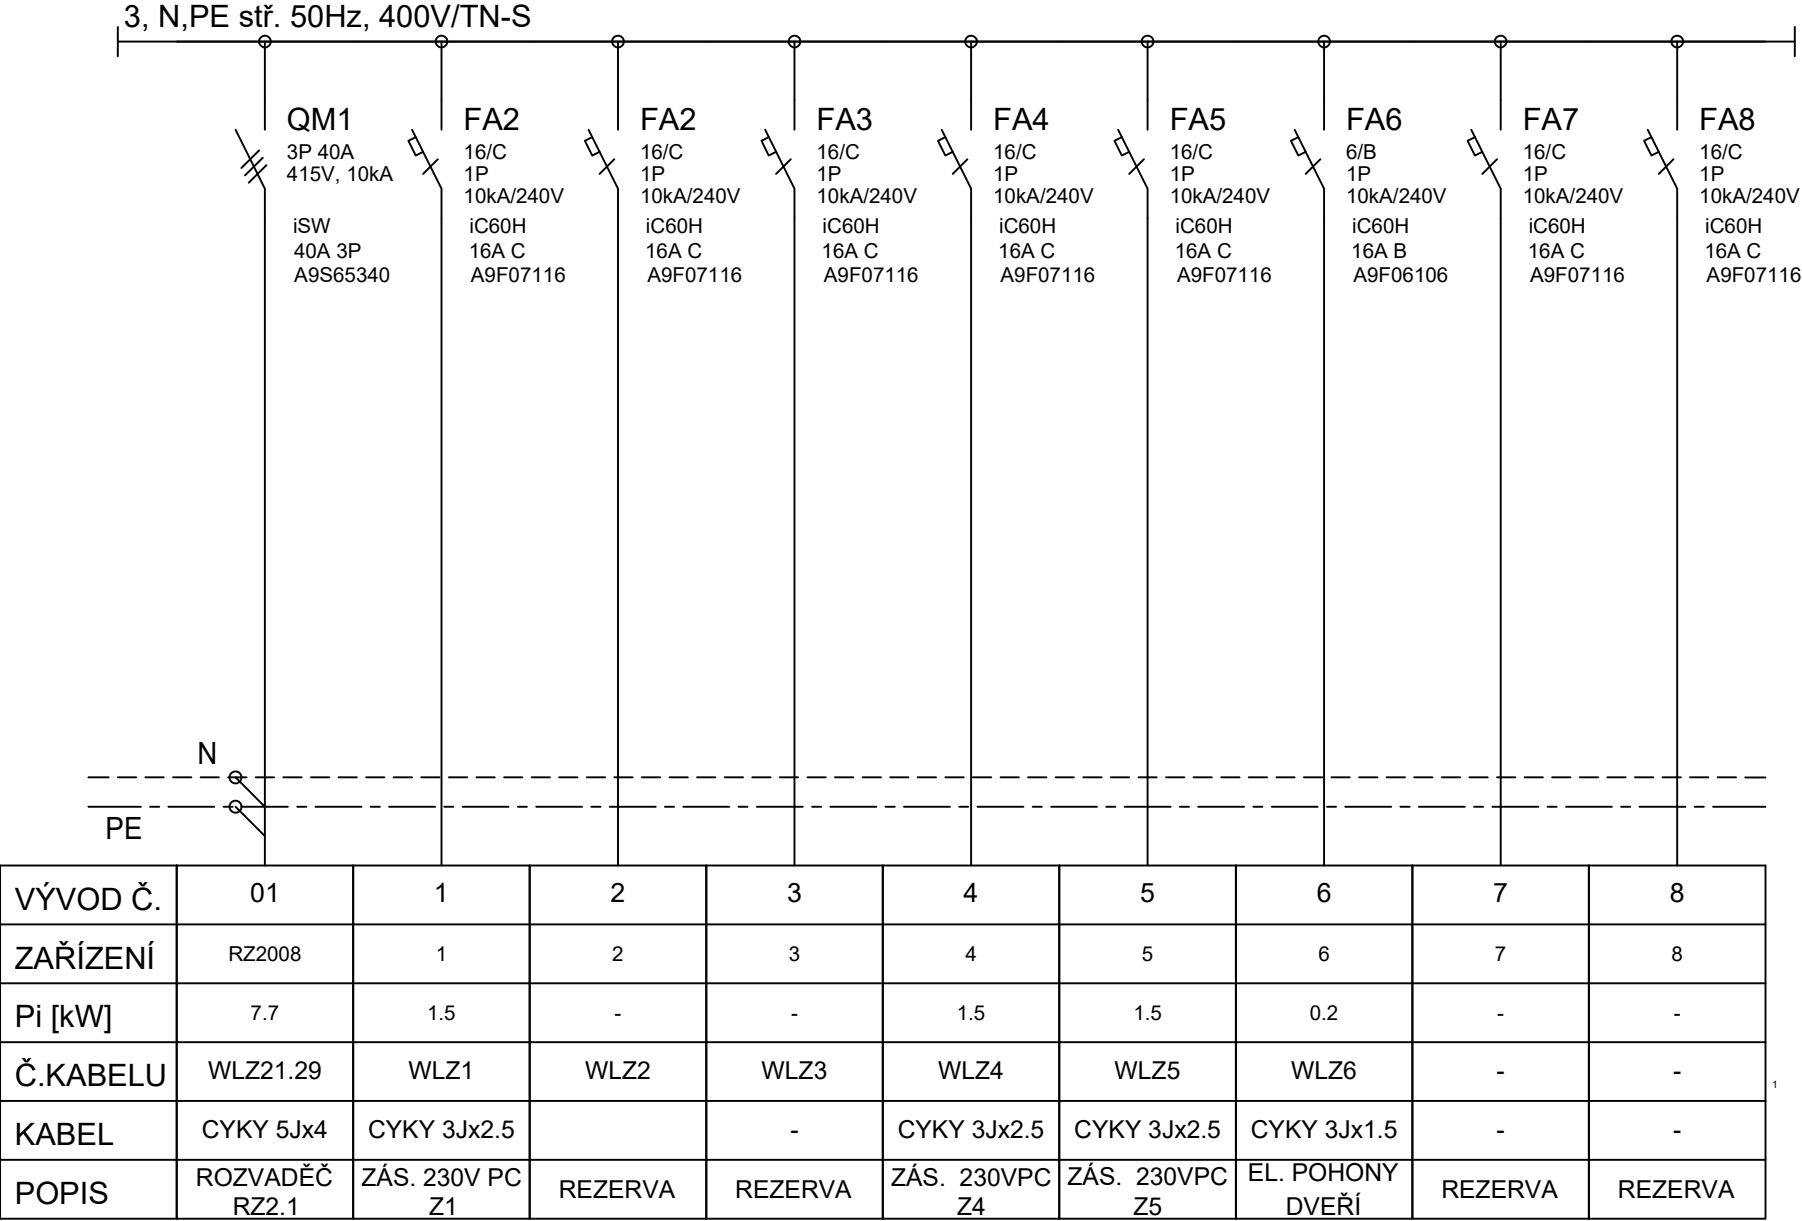 3, N,PE stř. 50Hz, 400V/TN-S
QM1
3P 40A
415V, 10kA
iSW
40A 3P
A9S65340
FA2
16/C
1P
10kA/240V
iC60H
16A C
A9F07116
FA2
16/C
1P
10kA/240V
iC60H
16A C
A9F07116
FA3
16/C
1P
10kA/240V
iC60H
16A C
A9F07116
FA4
16/C
1P
10kA/240V
iC60H
16A C
A9F07116
FA5
16/C
1P
10kA/240V
iC60H
16A C
A9F07116
FA6
6/B
1P
10kA/240V
iC60H
16A B
A9F06106
FA7
16/C
1P
10kA/240V
iC60H
16A C
A9F07116
FA8
16/C
1P
10kA/240V
iC60H
16A C
A9F07116
N
PE
VÝVOD Č. 01 1 2 3 4 5 6 7 8
ZAŘÍZENÍ RZ2008 1 2 3 4 5 6 7 8
Pi [kW] 7.7 1.5 - - 1.5 1.5 0.2 - -
Č.KABELU WLZ21.29 WLZ1 WLZ2 WLZ3 WLZ4 WLZ5 WLZ6 - -
1
KABEL CYKY 5Jx4 CYKY 3Jx2.5 - CYKY 3Jx2.5 CYKY 3Jx2.5 CYKY 3Jx1.5 - -
POPIS
ROZVADĚČ
RZ2.1
ZÁS. 230V PC
Z1
REZERVA
REZERVA
ZÁS. 230VPC
Z4
ZÁS. 230VPC
Z5
EL. POHONY
DVEŘÍ
REZERVA
REZERVA